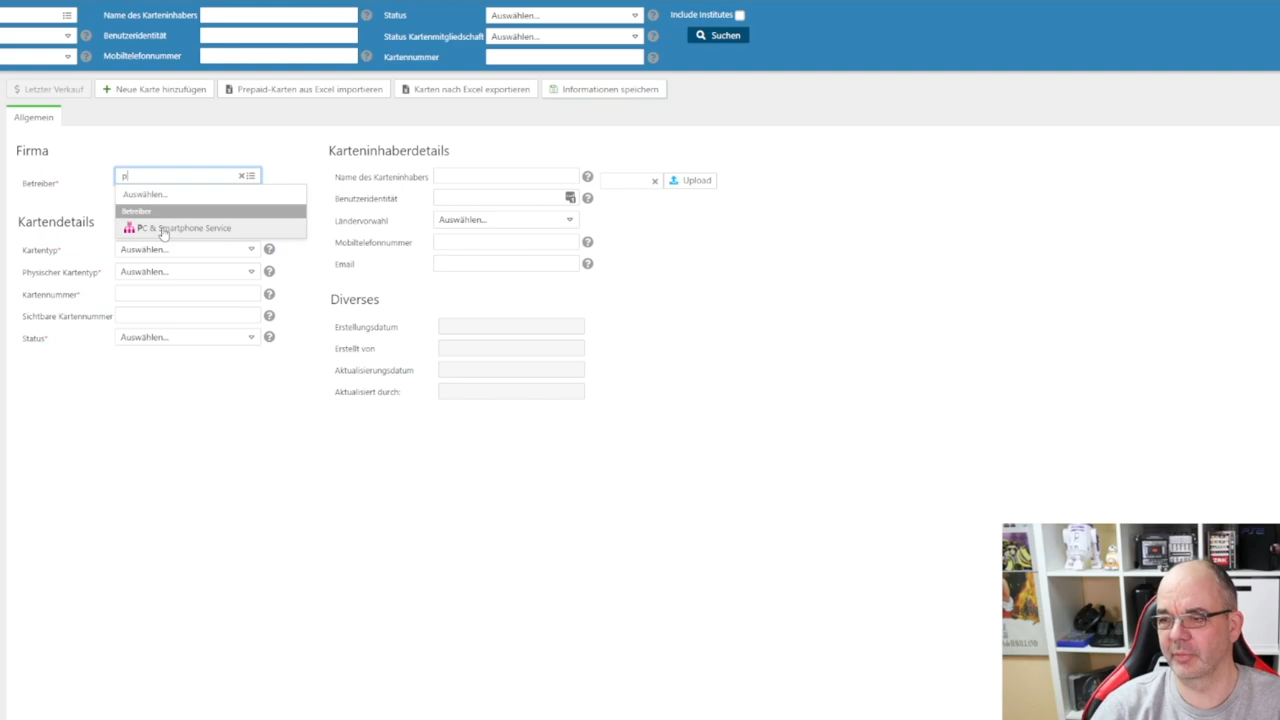 Name des Karteninhabers
Status
Auswählen...
Include Institutes
Benutzeridentität
Status Kartenmitgliedschaft
Auswählen...
Suchen
Mobiltelefonnummer
Kartennummer
$ Letzter Verkauf
Neue Karte hinzufügen
Prepaid-Karten aus Excel importieren
Karten nach Excel exportieren
Informationen speichern
Allgemein
Firma
Betreiber*
p
Auswählen...
Betreiber
PC & Smartphone Service
Kartendetails
Kartentyp*
Auswählen...
Physischer Kartentyp*
Auswählen...
Kartennummer*
Sichtbare Kartennummer
Status*
Auswählen...
Karteninhaberdetails
Name des Karteninhabers
Upload
Benutzeridentität
Ländervorwahl
Auswählen...
Mobiltelefonnummer
Email
Diverses
Erstellungsdatum
Erstellt von
Aktualisierungsdatum
Aktualisiert durch: